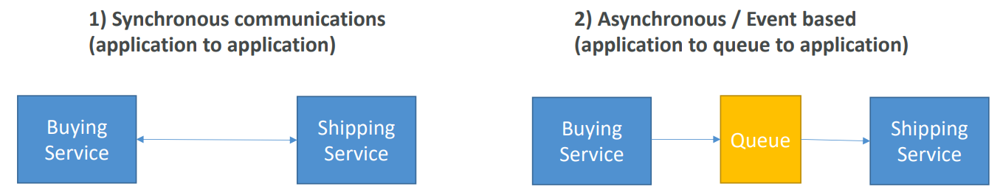 1) Synchronous communications
(application to application)
2) Asynchronous / Event based
(application to queue to application)
Buying
Service
Shipping
Service
Buying
Service
Queue
Shipping
Service